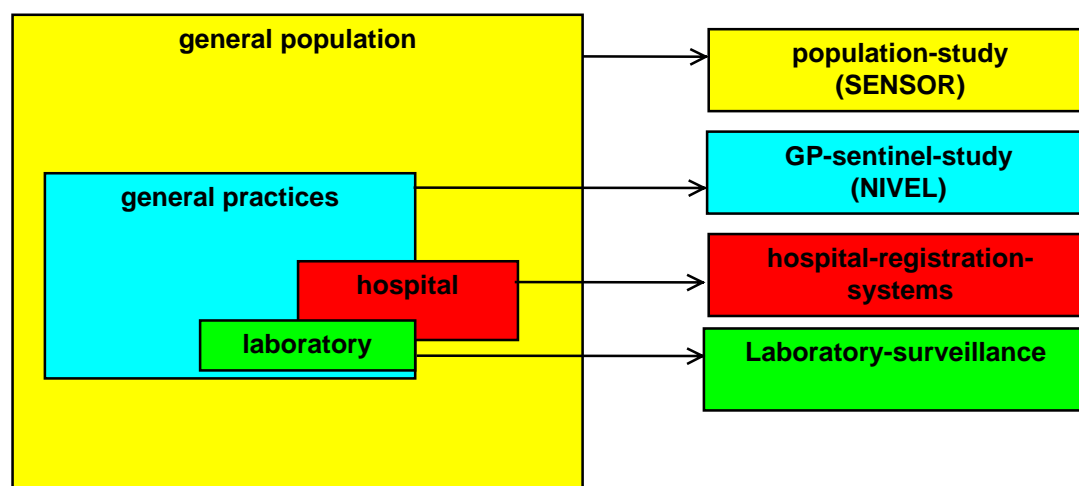 general population
general practices
hospital
laboratory
population-study
(SENSOR)
GP-sentinel-study
(NIVEL)
hospital-registration-
systems
Laboratory-surveillance